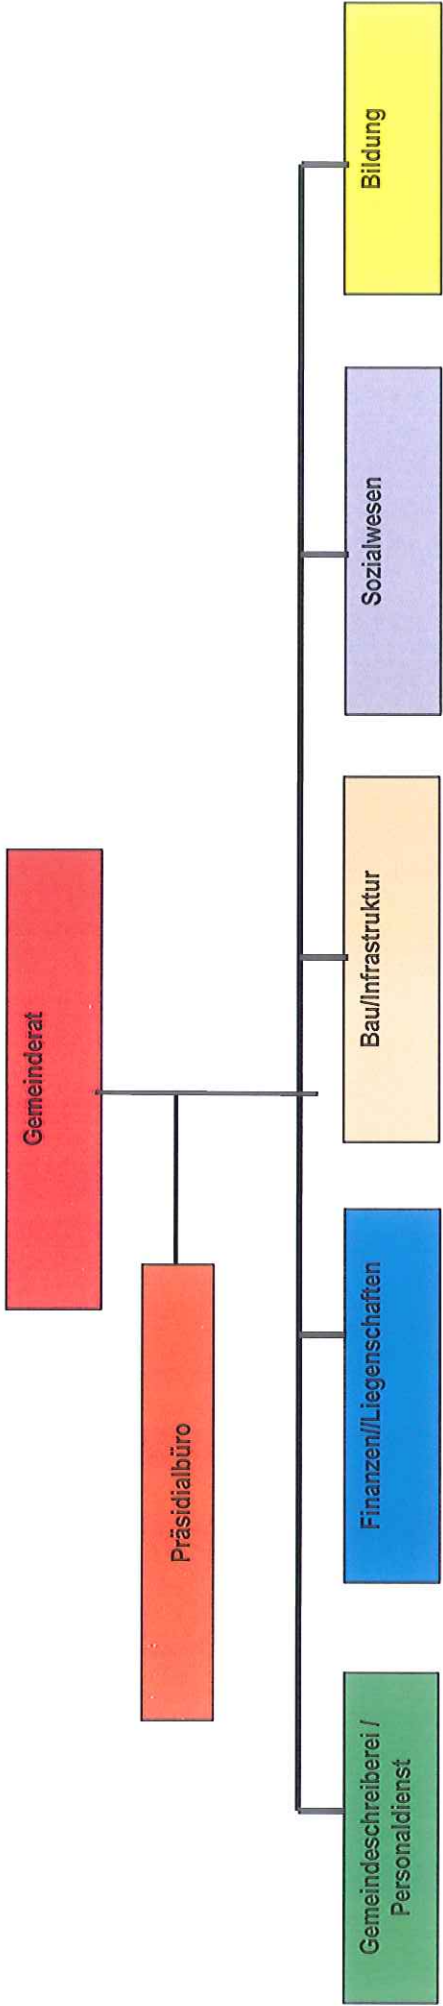 Gemeinderat
Präsidialbüro
Gemeindeschreiberei /
Personaldienst
Finanzen//Liegenschaften
Bau/Infrastruktur
Sozialwesen
Bildung